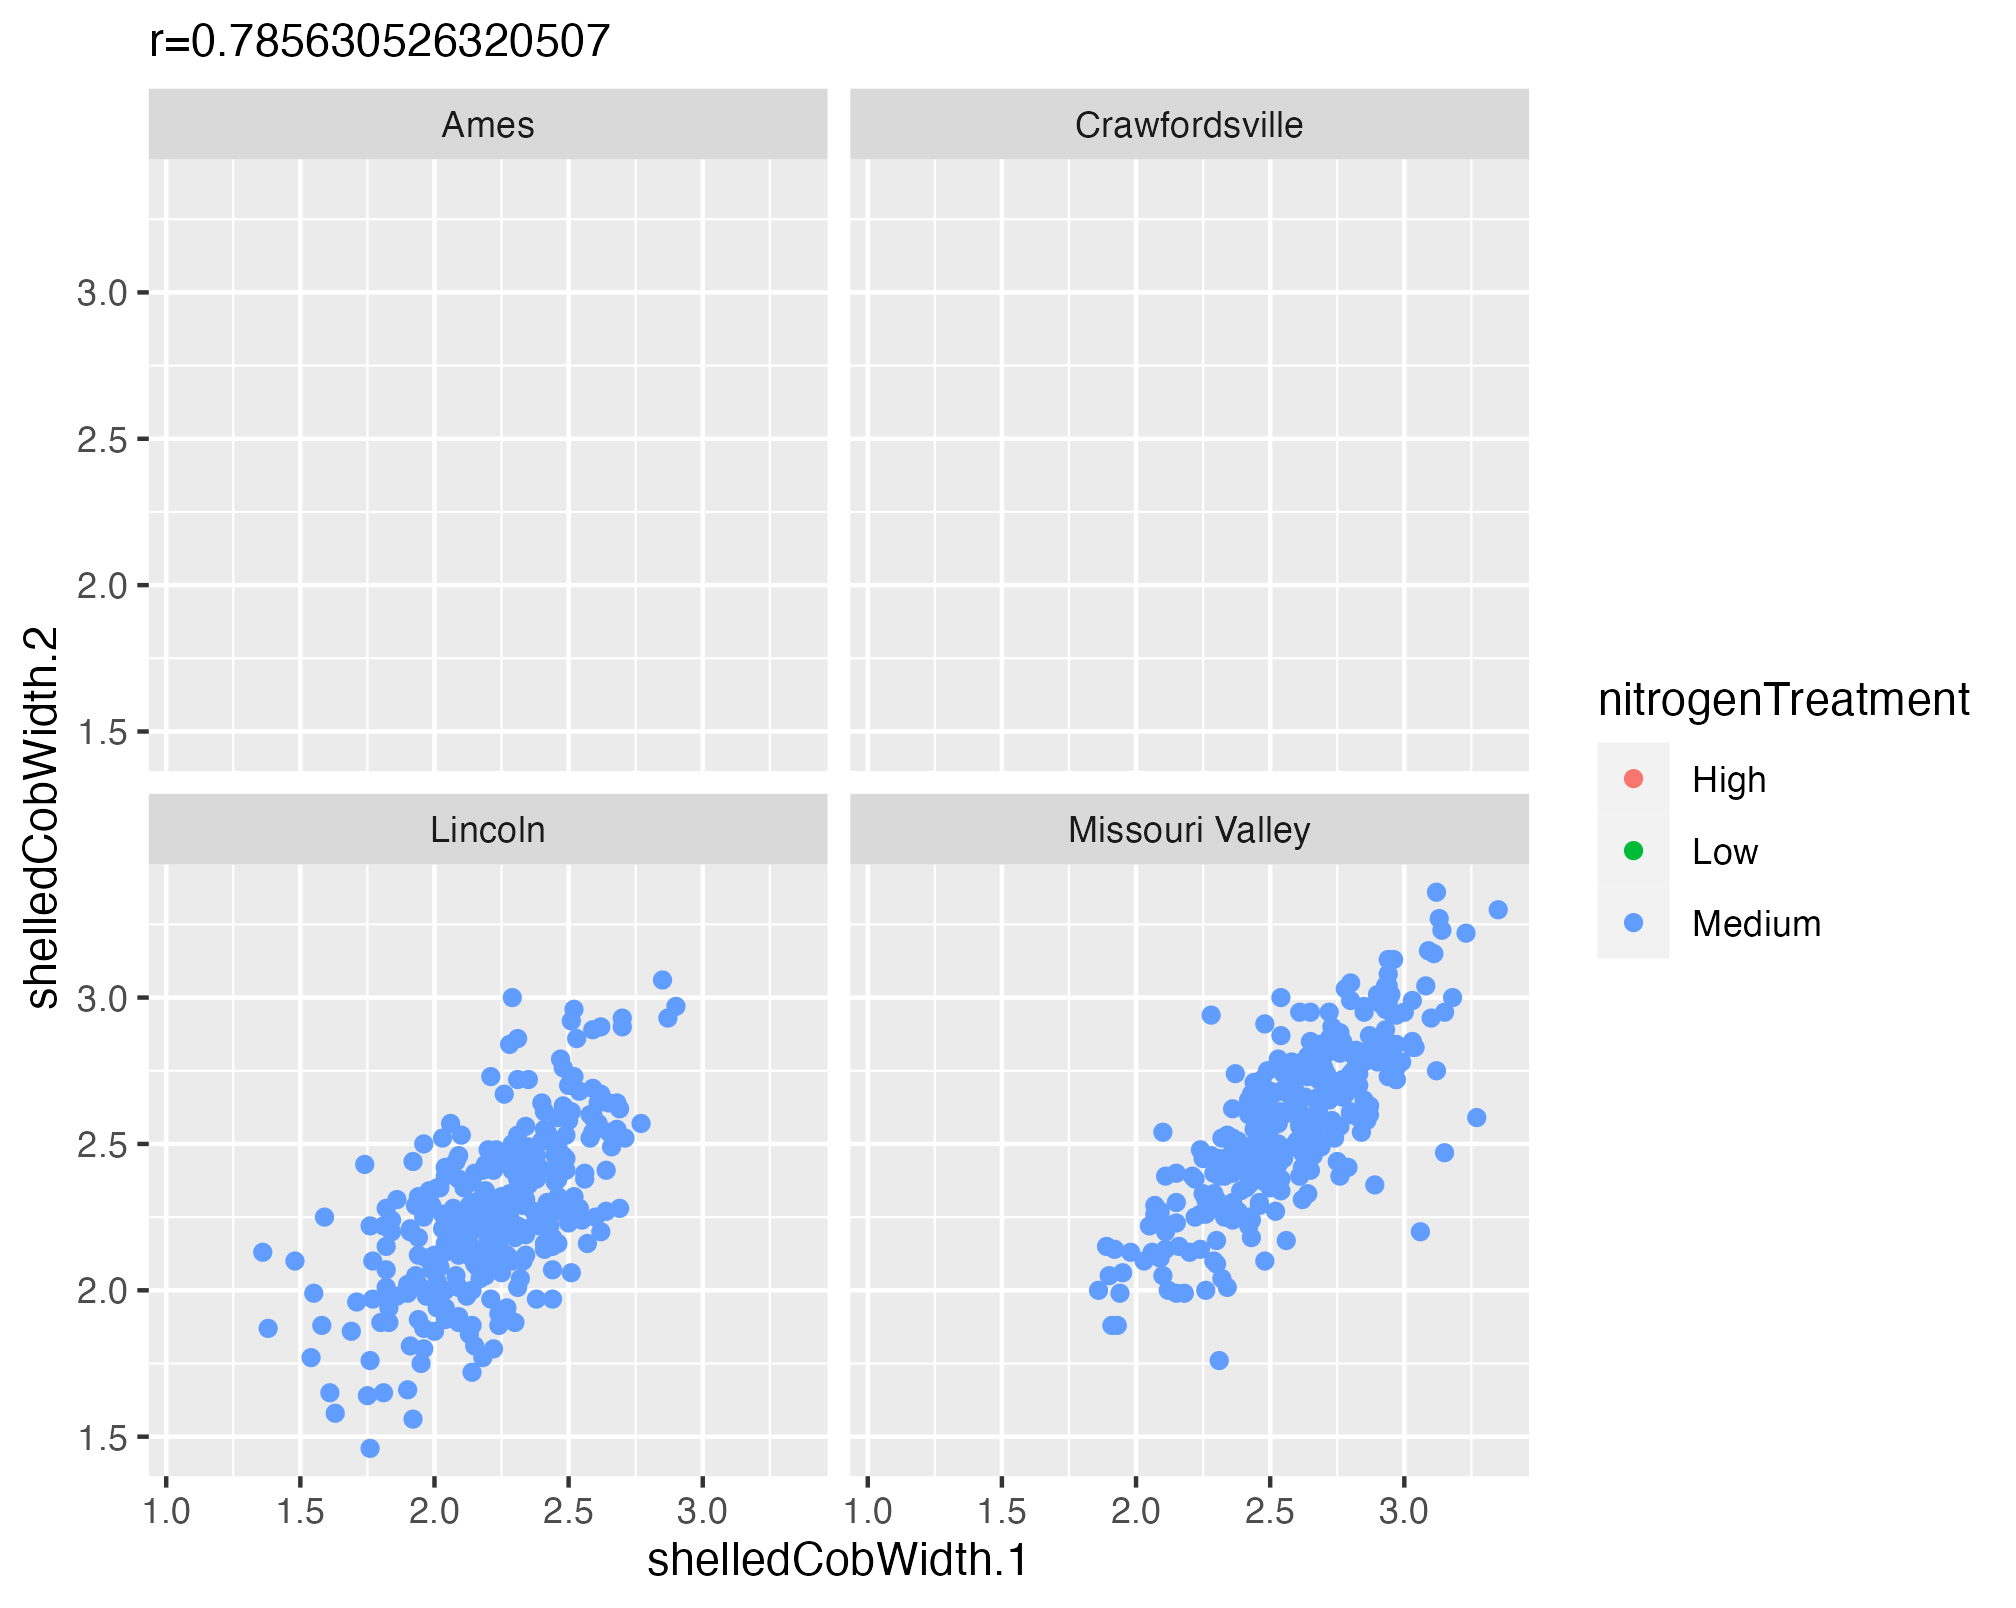 r=0.785630526320507
Ames
Crawfordsville
3.0
2.5
2.0
1.5
shelledCobWidth.2
Lincoln
Missouri Valley
3.0
2.5
2.0
1.5
1.0 1.5 2.0 2.5 3.0
1.0 1.5 2.0 2.5 3.0
shelledCobWidth.1
nitrogenTreatment
High
Low
Medium